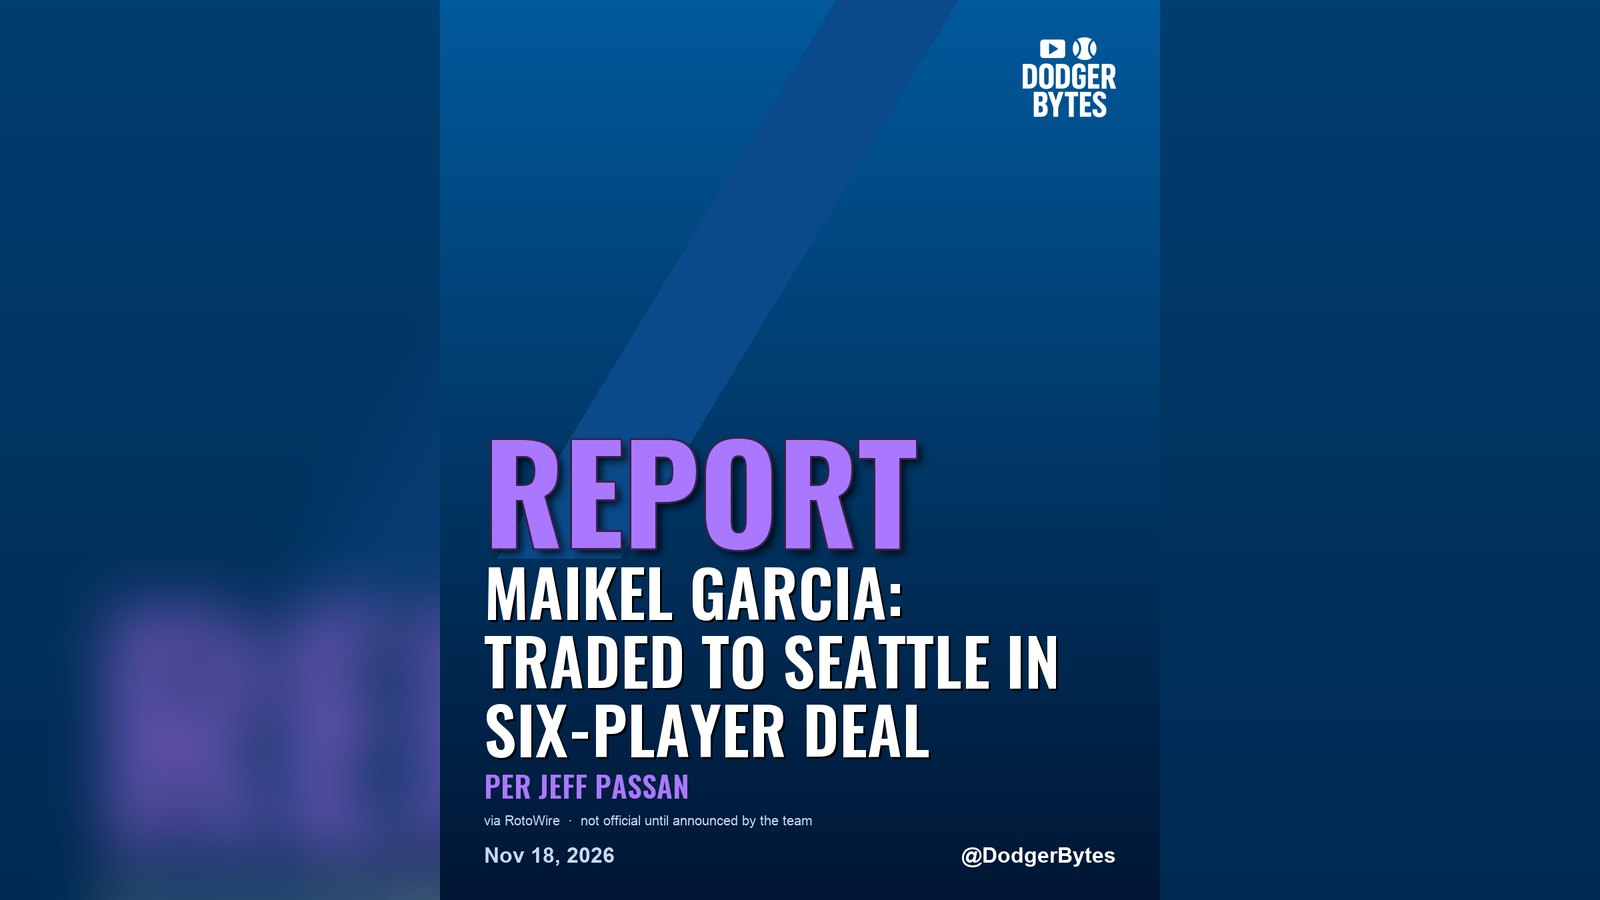 DODGER
BYTES
REPORT
MAIKEL GARCIA:
TRADED TO SEATTLE IN
SIX-PLAYER DEAL
PER JEFF PASSAN
via RotoWire · not official until announced by the team
Nov 18, 2026
@DodgerBytes